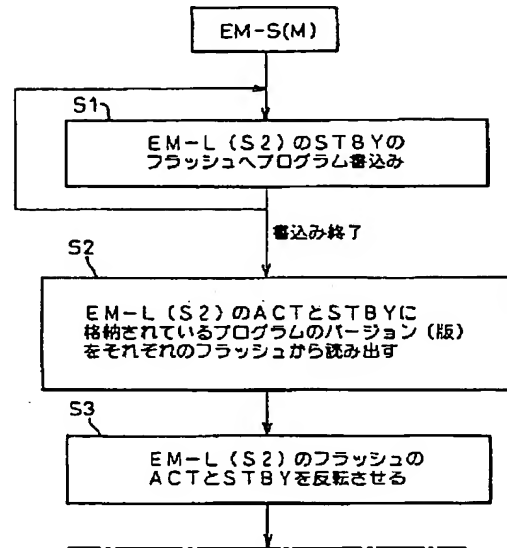 EM-S(M)
S1
EM-L(S2)のSTBYの
フラッシュへプログラム書込み
書込み終了
S2
EM-L(S2)のACTとSTBYに
格納されているプログラムのバージョン(版)
をそれぞれのフラッシュから読み出す
S3
EM-L(S2)のフラッシュの
ACTとSTBYを反転させる